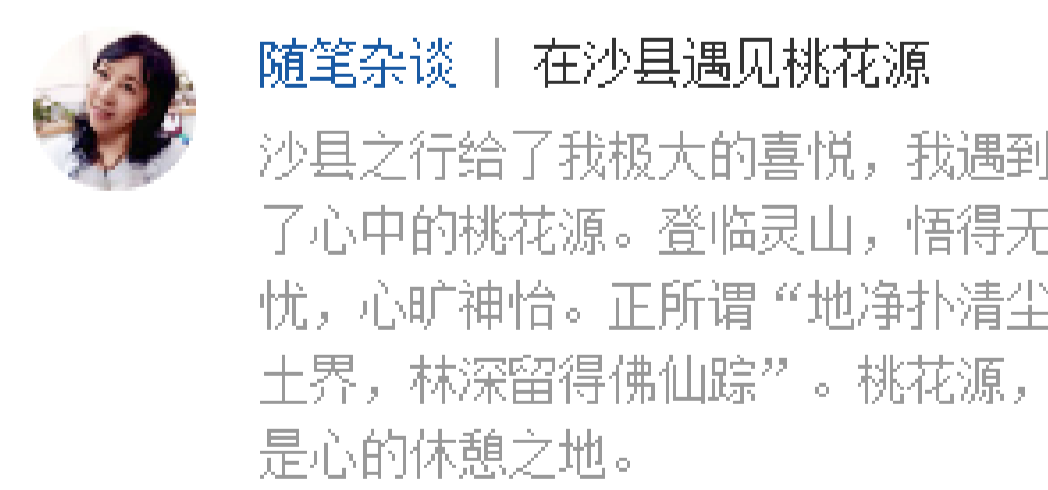 随笔杂谈 | 在沙县遇见桃花源
沙县之行给了我极大的喜悦，我遇到
了心中的桃花源。登临灵山，悟得无
忧，心旷神怡。正所谓“地净扑清尘
土界，林深留得佛仙踪”。桃花源，
是心的休憩之地。